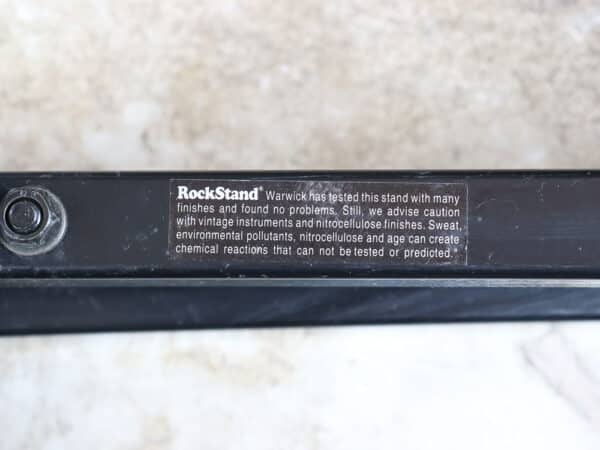 RockStand® Warwick has tested this stand with many
finishes and found no problems. Still, we advise caution
with vintage instruments and nitrocellulose finishes. Sweat,
environmental pollutants, nitrocellulose and age can create
chemical reactions that can not be tested or predicted.